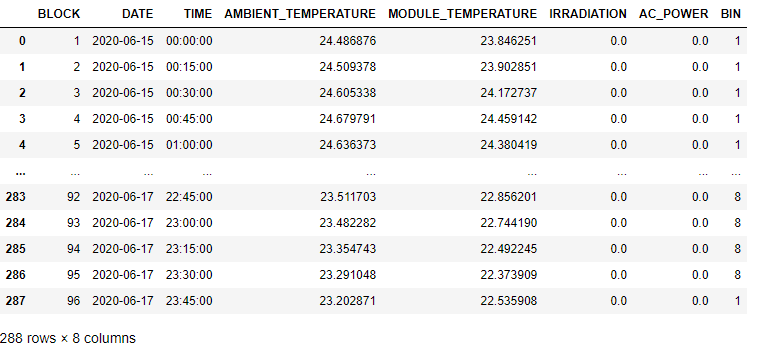 BLOCK DATE TIME AMBIENT_TEMPERATURE MODULE_TEMPERATURE IRRADIATION AC_POWER BIN
0 1 2020-06-15 00:00:00 24.486876 23.846251 0.0 0.0 1
1 2 2020-06-15 00:15:00 24.509378 23.902851 0.0 0.0 1
2 3 2020-06-15 00:30:00 24.605338 24.172737 0.0 0.0 1
3 4 2020-06-15 00:45:00 24.679791 24.459142 0.0 0.0 1
4 5 2020-06-15 01:00:00 24.636373 24.380419 0.0 0.0 1
... ... ... ... ... ... ... ... ...
283 92 2020-06-17 22:45:00 23.511703 22.856201 0.0 0.0 8
284 93 2020-06-17 23:00:00 23.482282 22.744190 0.0 0.0 8
285 94 2020-06-17 23:15:00 23.354743 22.492245 0.0 0.0 8
286 95 2020-06-17 23:30:00 23.291048 22.373909 0.0 0.0 8
287 96 2020-06-17 23:45:00 23.202871 22.535908 0.0 0.0 1
288 rows × 8 columns